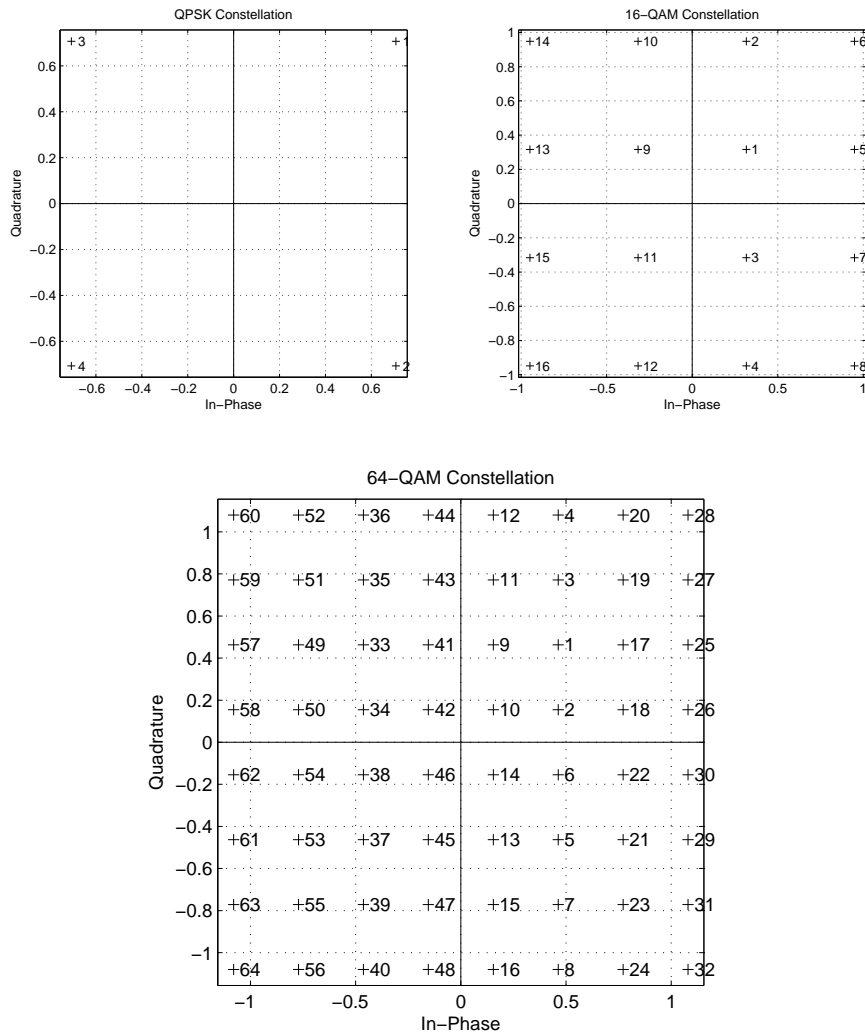 QPSK Constellation
+3 +1
0.6
0.4
0.2
Quadrature
0
−0.2
−0.4
−0.6
+4 +2
−0.6 −0.4 −0.2 0 0.2 0.4 0.6
In−Phase
16−QAM Constellation
1
+14 +10 +2 +6
0.8
0.6
0.4
+13 +9 +1 +5
0.2
Quadrature
0
−0.2
+15 +11 +3 +7
−0.4
−0.6
−0.8
+16 +12 +4 +8
−1
−1 −0.5 0 0.5 1
In−Phase
64−QAM Constellation
+60 +52 +36 +44 +12 +4 +20 +28
1
0.8
+59 +51 +35 +43 +11 +3 +19 +27
0.6
+57 +49 +33 +41 +9 +1 +17 +25
0.4
0.2
+58 +50 +34 +42 +10 +2 +18 +26
Quadrature
0
+62 +54 +38 +46 +14 +6 +22 +30
−0.2
−0.4
+61 +53 +37 +45 +13 +5 +21 +29
−0.6
+63 +55 +39 +47 +15 +7 +23 +31
−0.8
−1
+64 +56 +40 +48 +16 +8 +24 +32
−1 −0.5 0 0.5 1
In−Phase